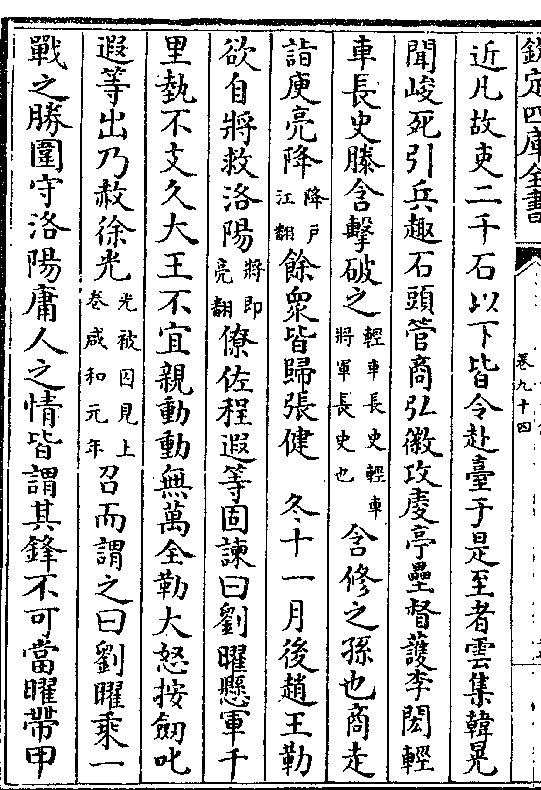 欽定四庫全書
卷九十四
近凡故吏二千石以下皆令赴臺于是至者雲集韓晃
聞峻死引兵趣石頭管商弘徽攻庱亭壘督護李閎輕
車長史滕含擊破之輕車長史輕車將軍長史也含修之孫也商走
詣庾亮降降戶江翻餘衆皆歸張健　冬十一月後趙王勒
欲自將救洛陽將即亮翻僚佐程遐等固諫曰劉曜懸軍千
里埶不支久大王不宜親動動無萬全勒大怒按劒叱
遐等出乃赦徐光光被囚見上卷咸和元年召而謂之曰劉曜乘一
戰之勝圍守洛陽庸人之情皆謂其鋒不可當曜帶甲